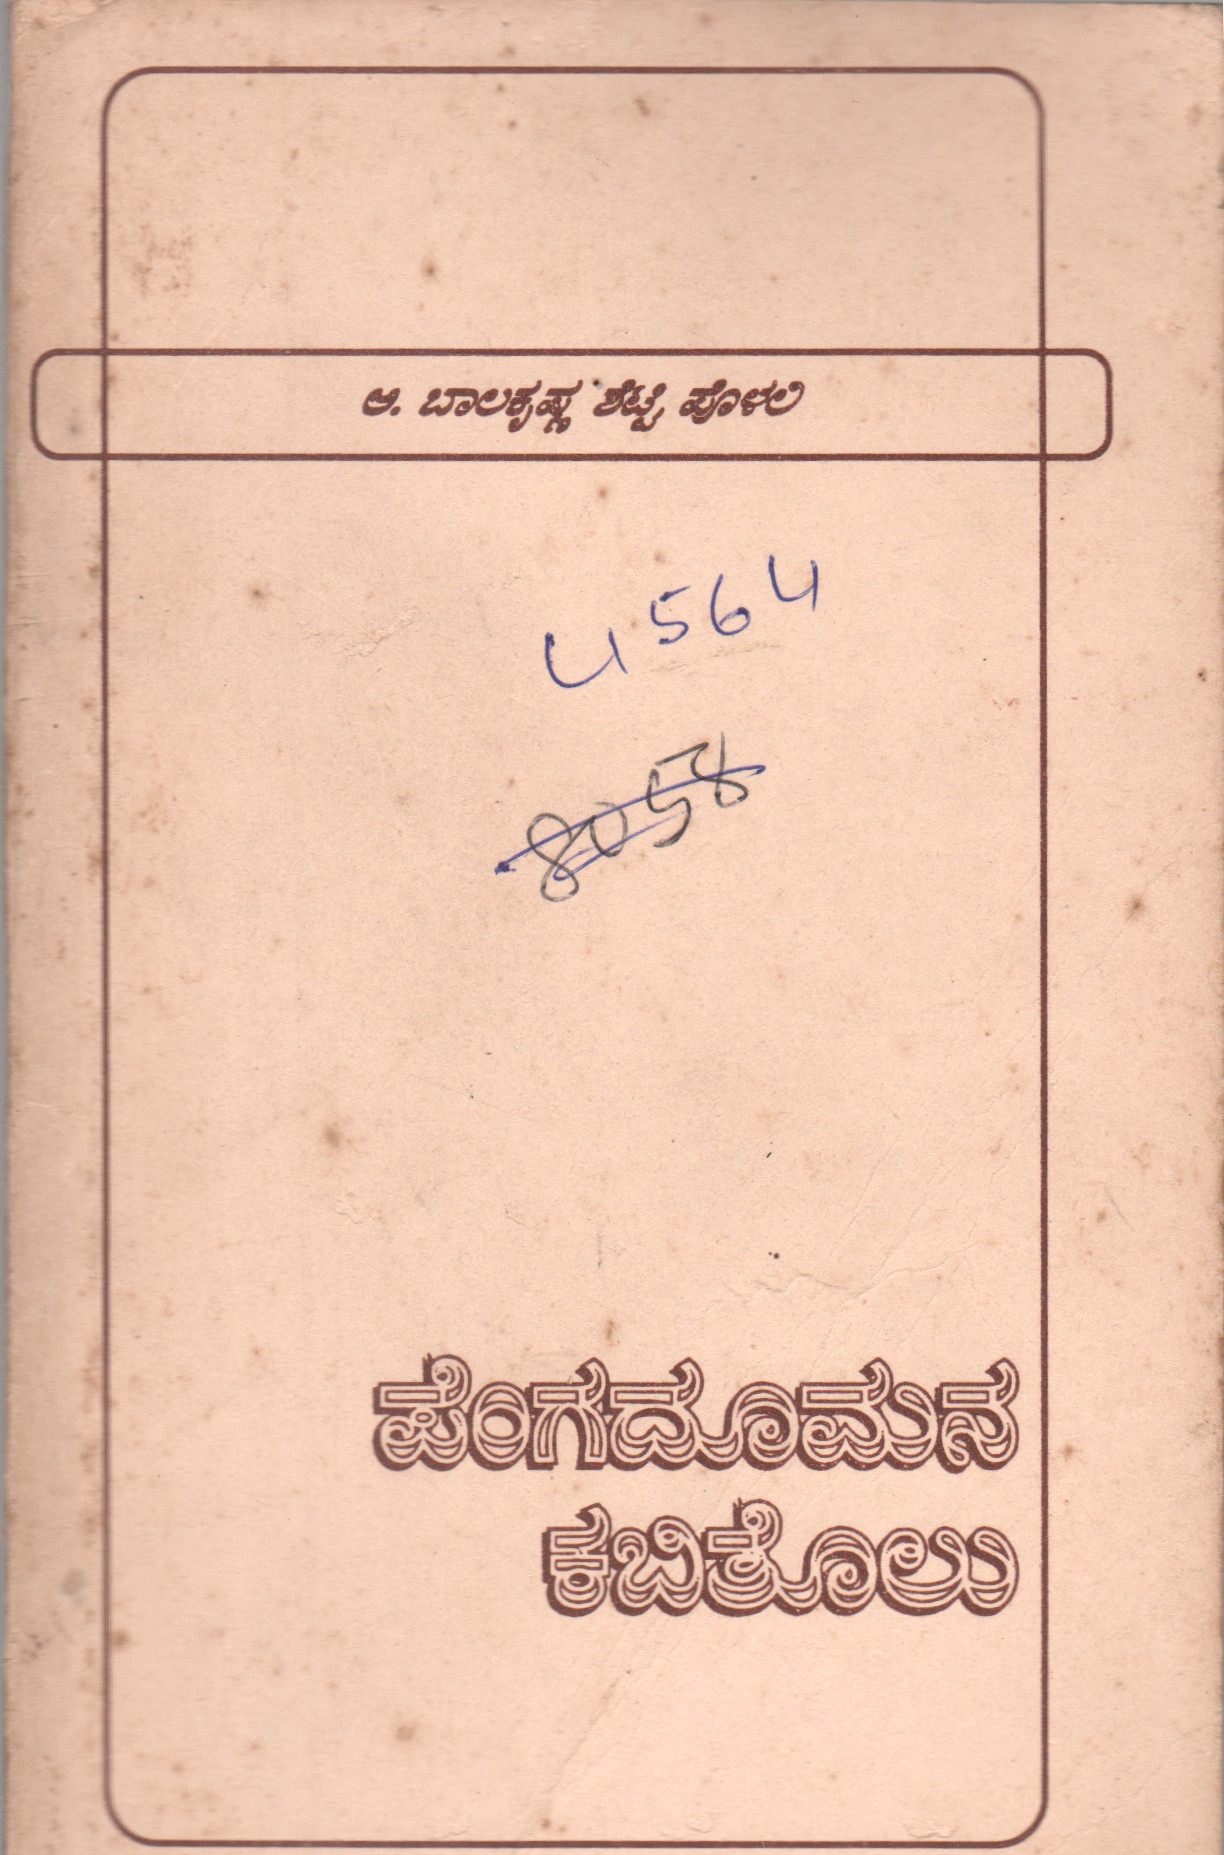 ಅ. ಬಾಲಕೃಷ್ಣ ಶೆಟ್ಟಿ ಪೊಳಲಿ
4564
8058
ಪೆಂಗದೂಮನ
ಕಬಿತೊಲು